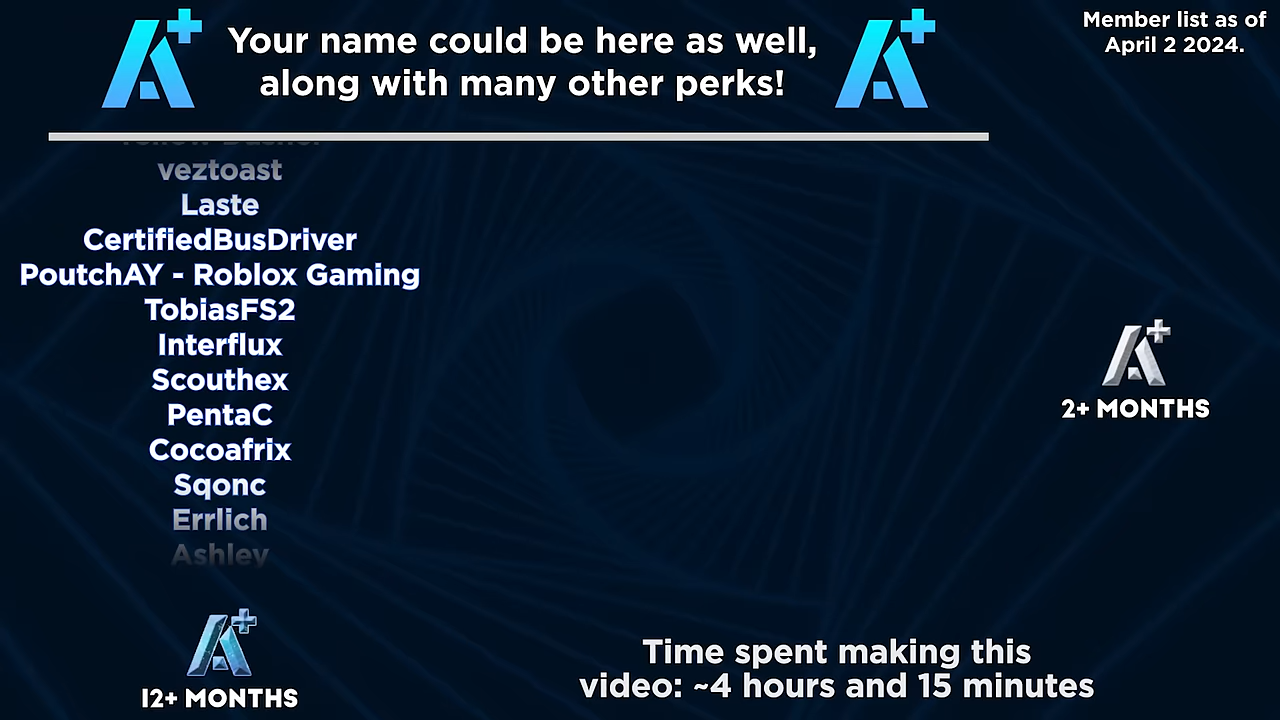 Your name could be here as well,
along with many other perks!
Member list as of
April 2 2024.
veztoast
Laste
CertifiedBusDriver
PoutchAY - Roblox Gaming
TobiasFS2
Interflux
Scouthex
PentaC
Cocoafrix
Sqonc
Errlich
Ashley
12+ MONTHS
2+ MONTHS
Time spent making this
video: ~4 hours and 15 minutes